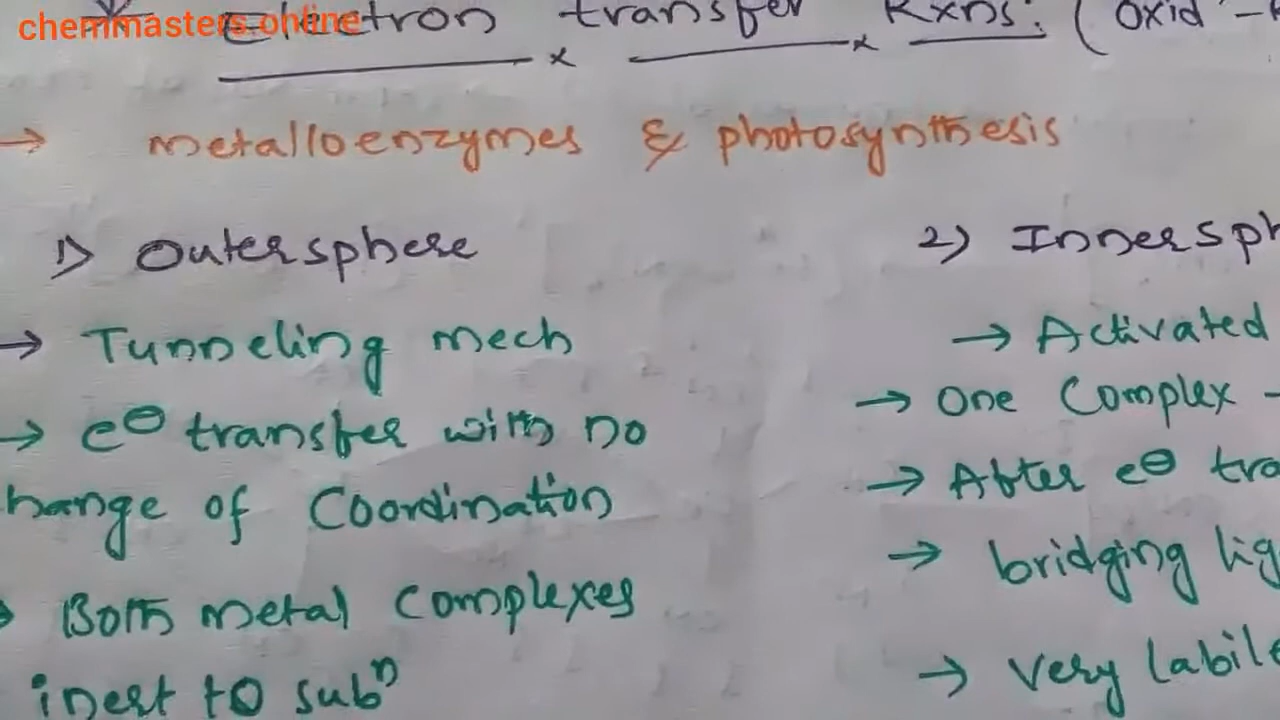 chemmasters.online
Electron transfer Rxns: (oxid -
→ metalloenzymes & photosynthesis
1) Outersphere
→ Tunneling mech
→ e⊖ transfer with no
hange of Coordination
Both metal complexes
inert to subⁿ
2) Innersph
→ Activated
→ One Complex -
→ After e⊖ tra
→ bridging lig
→ Very labile